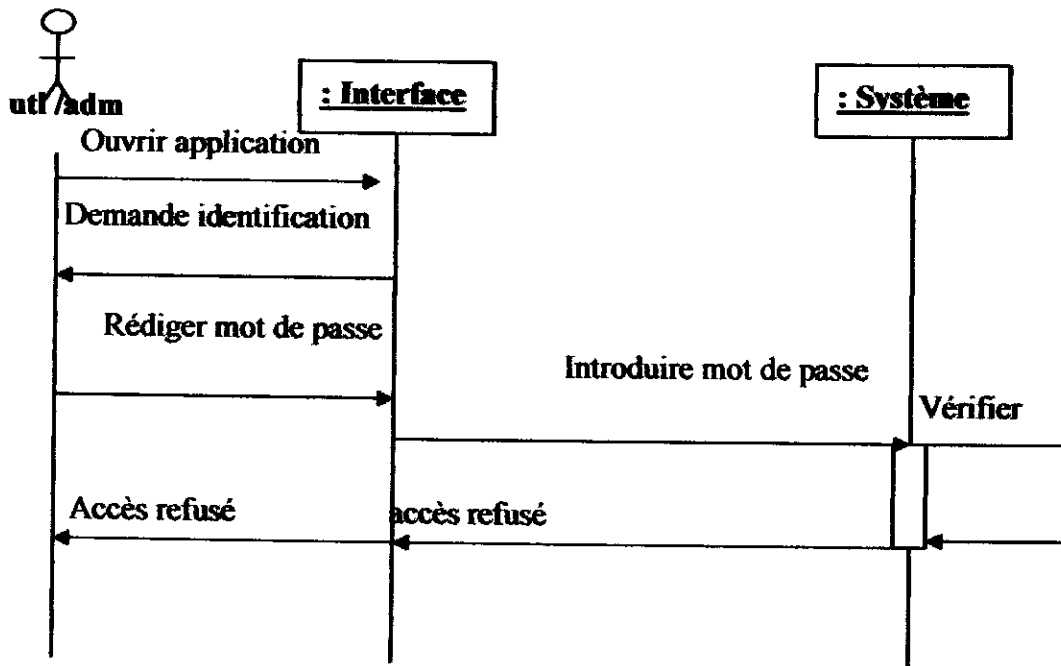 utl /adm
: Interface
: Système
Ouvrir application
Demande identification
Rédiger mot de passe
Introduire mot de passe
Vérifier
Accès refusé
accès refusé